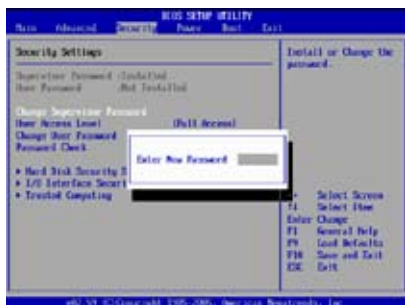 BIOS SETUP UTILITY
Main Advanced Security Power Boot Exit
Security Settings
Supervisor Password :Installed
User Password :Not Installed
Change Supervisor Password
User Access Level [Full Access]
Change User Password
Password Check
Hard Disk Security
I/O Interface Securi
Trusted Computing
Enter New Password
Install or Change the
password.
Select Screen
Select Item
Enter Change
F1 General Help
F9 Load Defaults
F10 Save and Exit
ESC Exit
(C)Copyright 1985-2005, American Megatrends, Inc